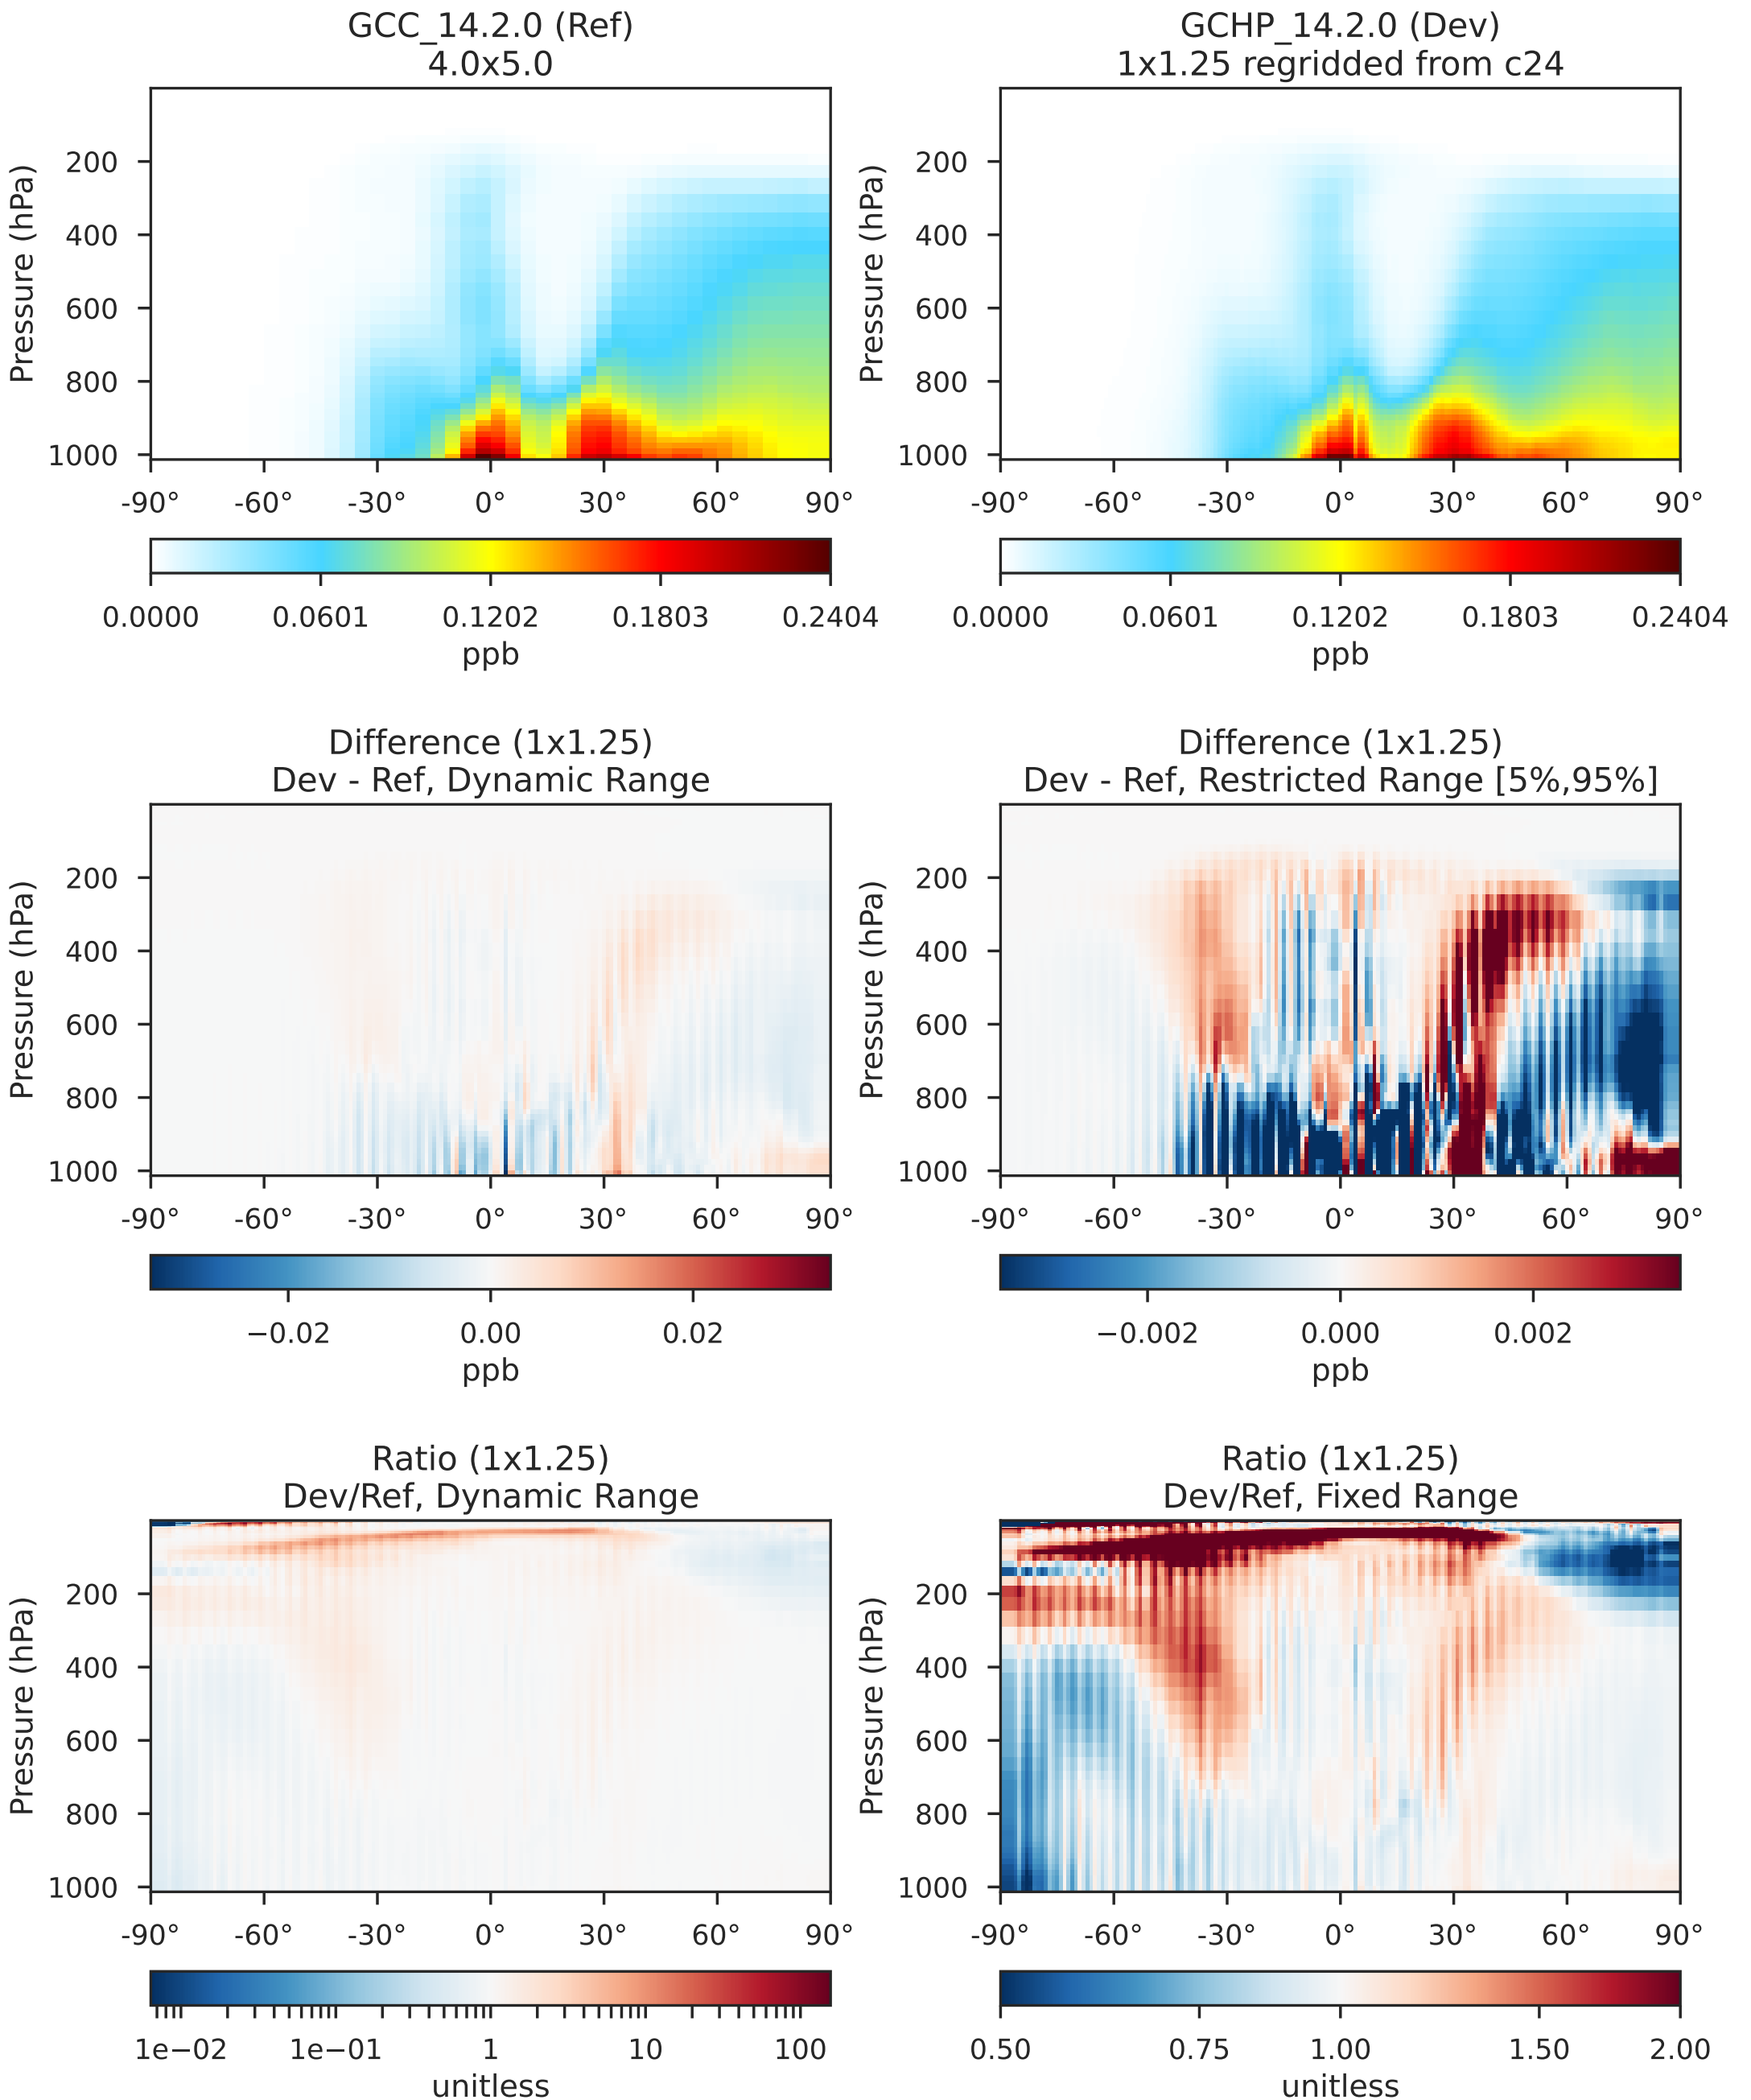 GCC_14.2.0 (Ref)
4.0x5.0
GCHP_14.2.0 (Dev)
1x1.25 regridded from c24
Pressure (hPa)
200
400
600
800
1000
-90° -60° -30° 0° 30° 60° 90°
0.0000 0.0601 0.1202 0.1803 0.2404
ppb
Pressure (hPa)
200
400
600
800
1000
-90° -60° -30° 0° 30° 60° 90°
0.0000 0.0601 0.1202 0.1803 0.2404
ppb
Difference (1x1.25)
Dev - Ref, Dynamic Range
Difference (1x1.25)
Dev - Ref, Restricted Range [5%,95%]
Pressure (hPa)
200
400
600
800
1000
-90° -60° -30° 0° 30° 60° 90°
−0.02 0.00 0.02
ppb
Pressure (hPa)
200
400
600
800
1000
-90° -60° -30° 0° 30° 60° 90°
−0.002 0.000 0.002
ppb
Ratio (1x1.25)
Dev/Ref, Dynamic Range
Ratio (1x1.25)
Dev/Ref, Fixed Range
Pressure (hPa)
200
400
600
800
1000
-90° -60° -30° 0° 30° 60° 90°
1e−02 1e−01 1 10 100
unitless
Pressure (hPa)
200
400
600
800
1000
-90° -60° -30° 0° 30° 60° 90°
0.50 0.75 1.00 1.50 2.00
unitless